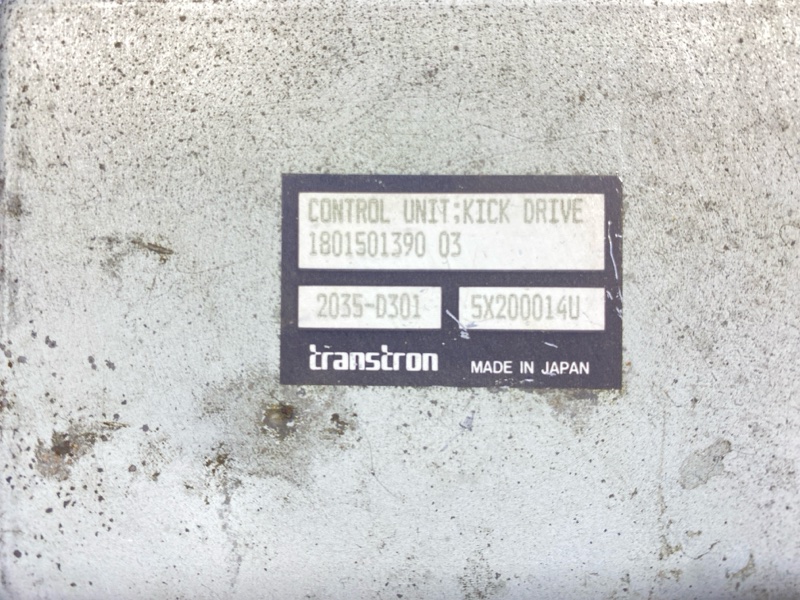 CONTROL UNIT;KICK DRIVE
1801501390 03
2035-D301 5X200014U
transtron MADE IN JAPAN